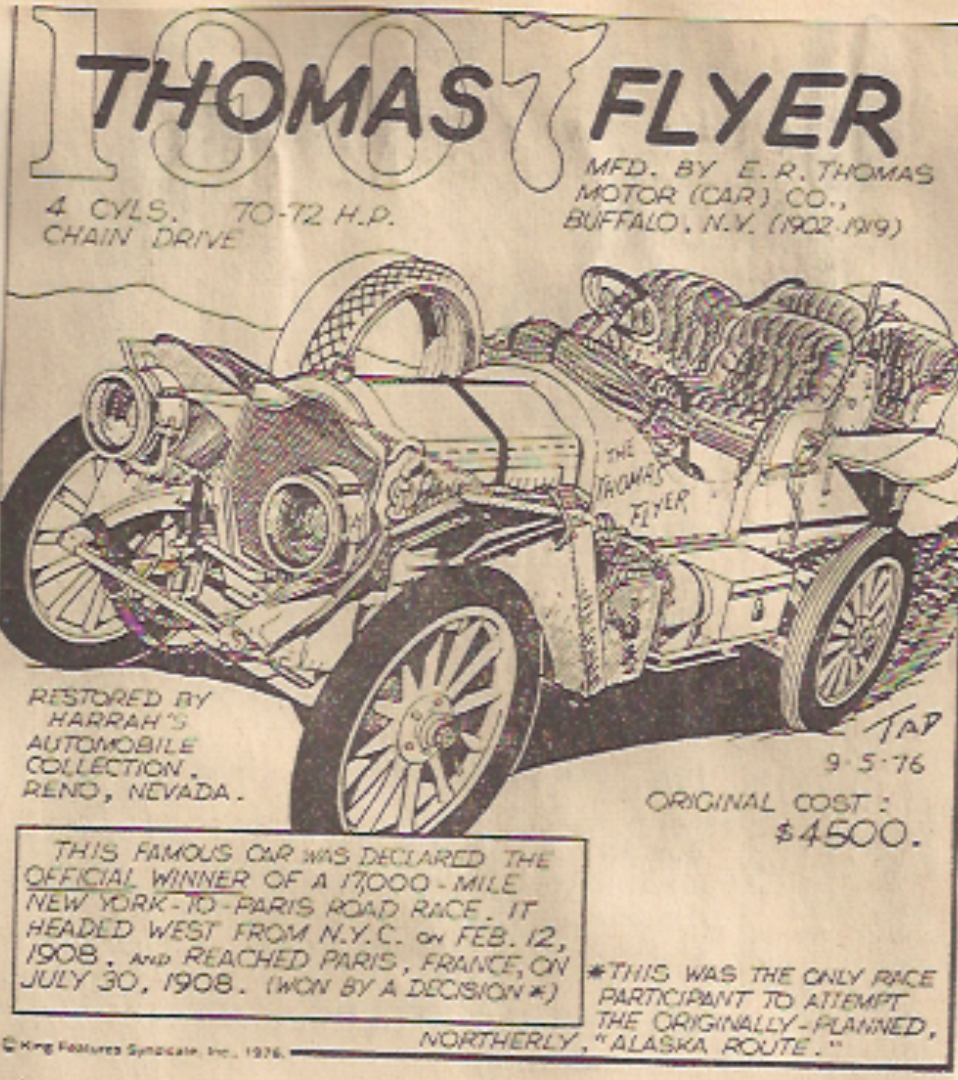 1907
THOMAS FLYER
MFD. BY E.R. THOMAS
MOTOR (CAR) CO.,
BUFFALO, N.Y. (1902-1919)
4 CYLS. 70-72 H.P.
CHAIN DRIVE
THE
THOMAS
FLYER
RESTORED BY
HARRAH'S
AUTOMOBILE
COLLECTION,
RENO, NEVADA.
TAD
9-5-76
ORIGINAL COST:
$4500.
THIS FAMOUS CAR WAS DECLARED THE
OFFICIAL WINNER OF A 17,000-MILE
NEW YORK-TO-PARIS ROAD RACE. IT
HEADED WEST FROM N.Y.C. ON FEB. 12,
1908, AND REACHED PARIS, FRANCE, ON
JULY 30, 1908. (WON BY A DECISION*)
*THIS WAS THE ONLY RACE
PARTICIPANT TO ATTEMPT
THE ORIGINALLY-PLANNED,
NORTHERLY, "ALASKA ROUTE."
© King Features Syndicate, Inc., 1976.